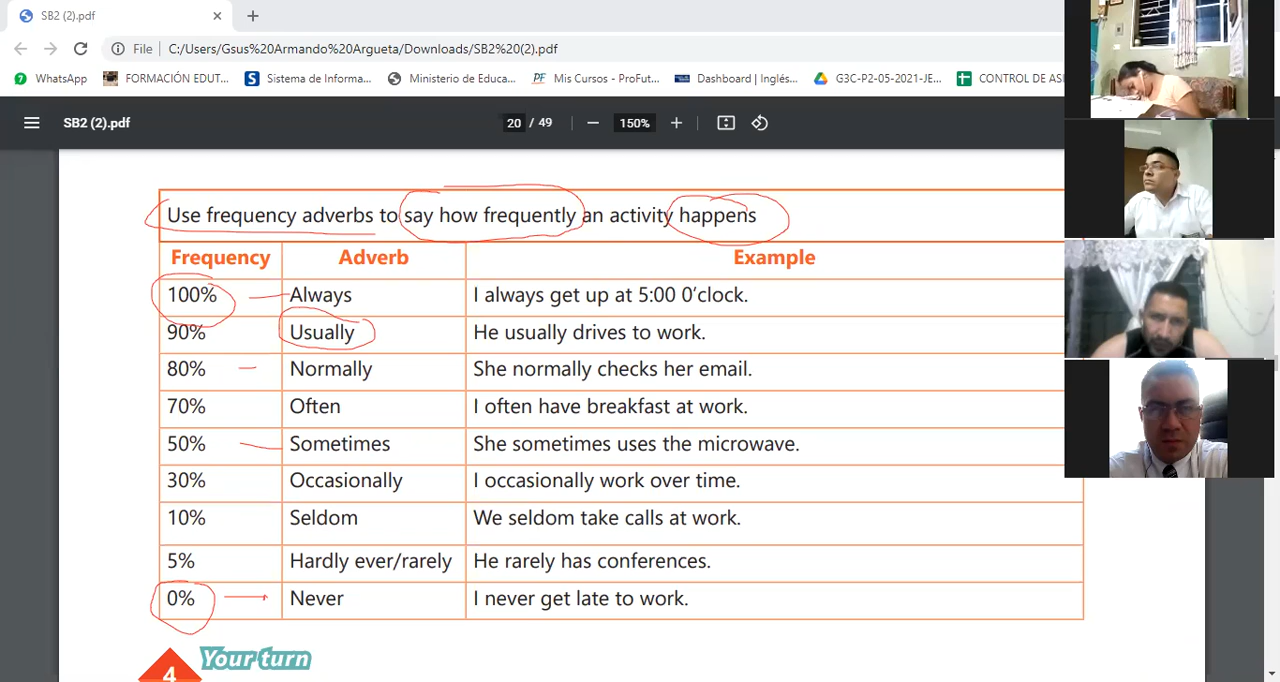 SB2 (2).pdf
File C:/Users/Gsus%20Armando%20Argueta/Downloads/SB2%20(2).pdf
WhatsApp FORMACIÓN EDUT... Sistema de Informa... Ministerio de Educa... PF Mis Cursos - ProFut... Dashboard | Inglés,... G3C-P2-05-2021-JE... CONTROL DE ASI
SB2 (2).pdf 20 / 49 150%
Use frequency adverbs to say how frequently an activity happens
Frequency Adverb Example
100% Always I always get up at 5:00 0’clock.
90% Usually He usually drives to work.
80% Normally She normally checks her email.
70% Often I often have breakfast at work.
50% Sometimes She sometimes uses the microwave.
30% Occasionally I occasionally work over time.
10% Seldom We seldom take calls at work.
5% Hardly ever/rarely He rarely has conferences.
0% Never I never get late to work.
4 Your turn